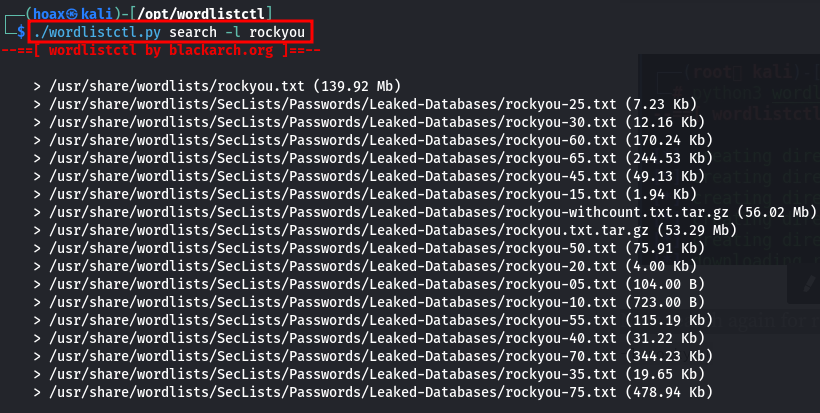 ┌──(hoax㉿kali)-[/opt/wordlistctl]
└─$ ./wordlistctl.py search -l rockyou
--==[ wordlistctl by blackarch.org ]==--
> /usr/share/wordlists/rockyou.txt (139.92 Mb)
> /usr/share/wordlists/SecLists/Passwords/Leaked-Databases/rockyou-25.txt (7.23 Kb)
> /usr/share/wordlists/SecLists/Passwords/Leaked-Databases/rockyou-30.txt (12.16 Kb)
> /usr/share/wordlists/SecLists/Passwords/Leaked-Databases/rockyou-60.txt (170.24 Kb)
> /usr/share/wordlists/SecLists/Passwords/Leaked-Databases/rockyou-65.txt (244.53 Kb)
> /usr/share/wordlists/SecLists/Passwords/Leaked-Databases/rockyou-45.txt (49.13 Kb)
> /usr/share/wordlists/SecLists/Passwords/Leaked-Databases/rockyou-15.txt (1.94 Kb)
> /usr/share/wordlists/SecLists/Passwords/Leaked-Databases/rockyou-withcount.txt.tar.gz (56.02 Mb)
> /usr/share/wordlists/SecLists/Passwords/Leaked-Databases/rockyou.txt.tar.gz (53.29 Mb)
> /usr/share/wordlists/SecLists/Passwords/Leaked-Databases/rockyou-50.txt (75.91 Kb)
> /usr/share/wordlists/SecLists/Passwords/Leaked-Databases/rockyou-20.txt (4.00 Kb)
> /usr/share/wordlists/SecLists/Passwords/Leaked-Databases/rockyou-05.txt (104.00 B)
> /usr/share/wordlists/SecLists/Passwords/Leaked-Databases/rockyou-10.txt (723.00 B)
> /usr/share/wordlists/SecLists/Passwords/Leaked-Databases/rockyou-55.txt (115.19 Kb)
> /usr/share/wordlists/SecLists/Passwords/Leaked-Databases/rockyou-40.txt (31.22 Kb)
> /usr/share/wordlists/SecLists/Passwords/Leaked-Databases/rockyou-70.txt (344.23 Kb)
> /usr/share/wordlists/SecLists/Passwords/Leaked-Databases/rockyou-35.txt (19.65 Kb)
> /usr/share/wordlists/SecLists/Passwords/Leaked-Databases/rockyou-75.txt (478.94 Kb)